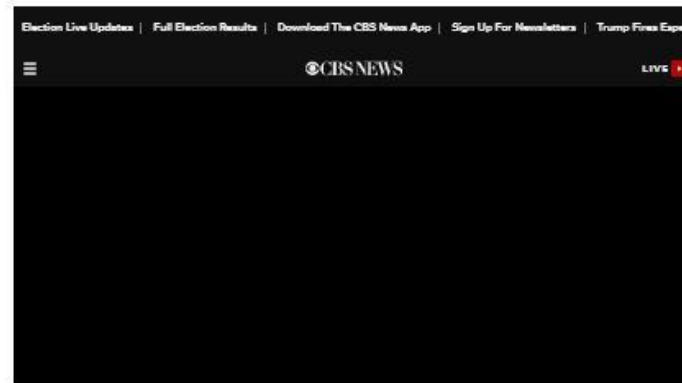 Election Live Updates | Full Election Results | Download The CBS News App | Sign Up For Newsletters | Trump Fires
CBS NEWS
LIVE